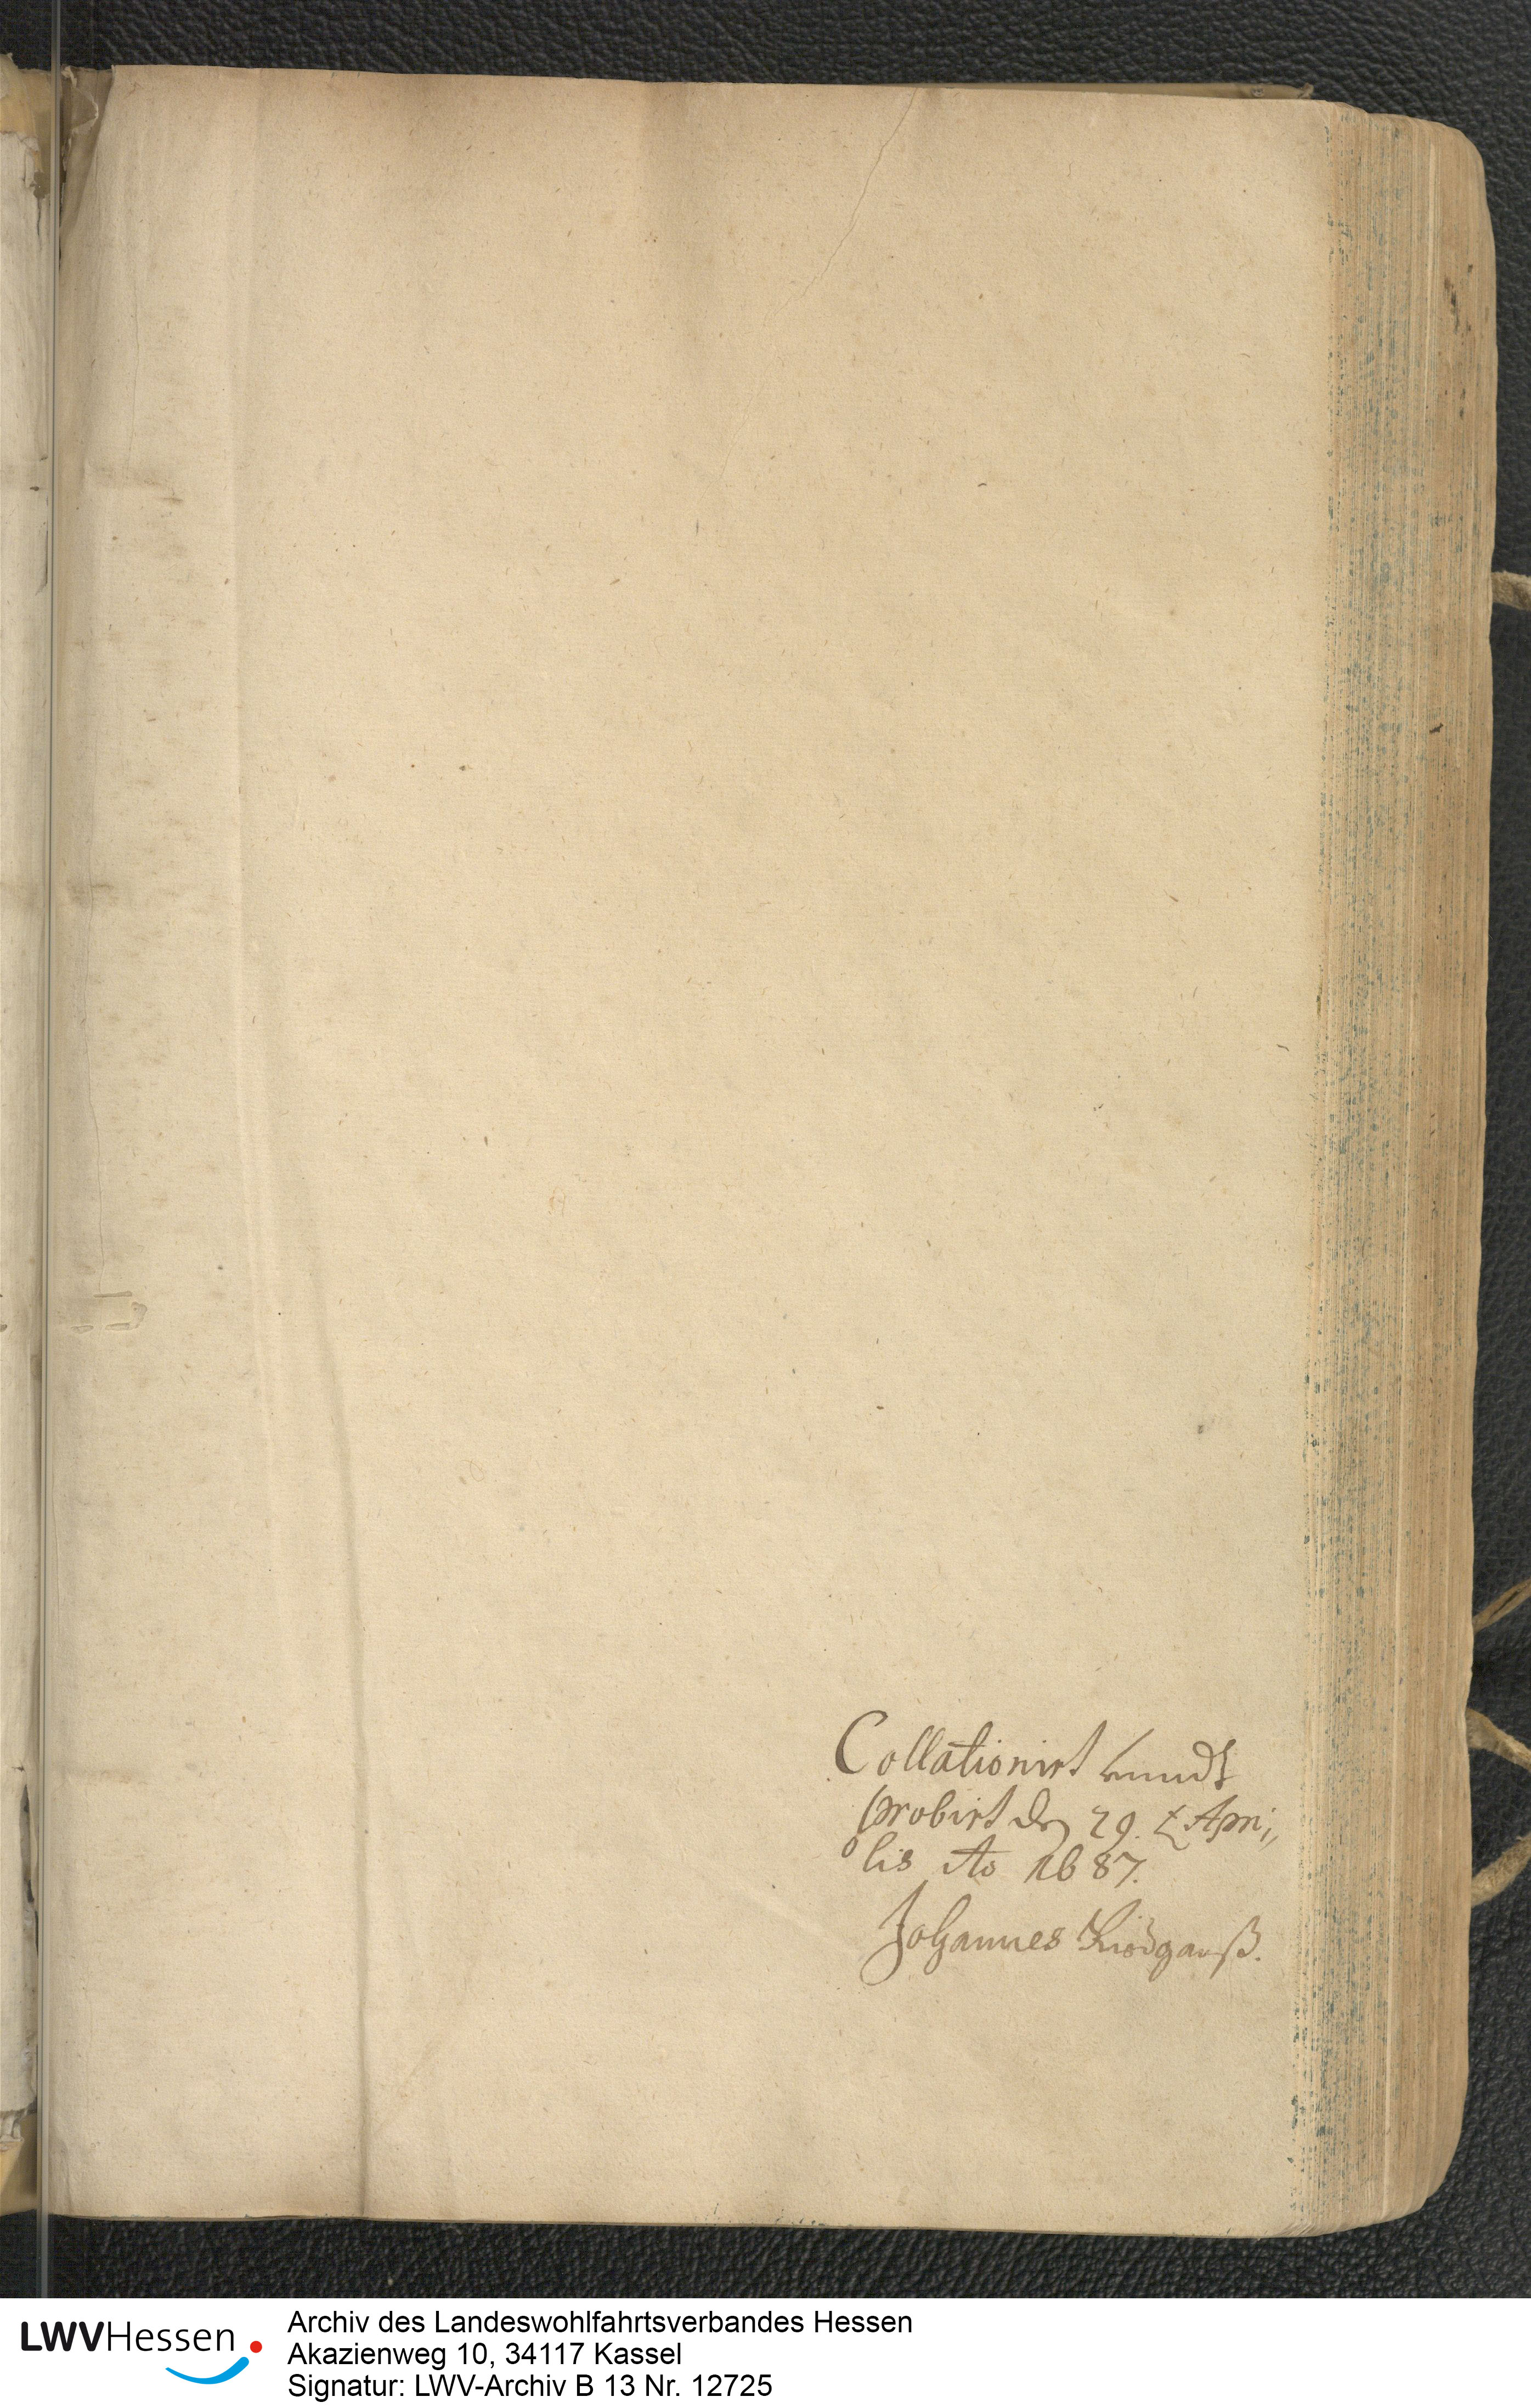 Collationirt unndt
probirt den 29. t Apri„
lis Ao 1687.
Johannes
LWVHessen
Archiv des Landeswohlfahrtsverbandes Hessen
Akazienweg 10, 34117 Kassel
Signatur: LWV-Archiv B 13 Nr. 12725